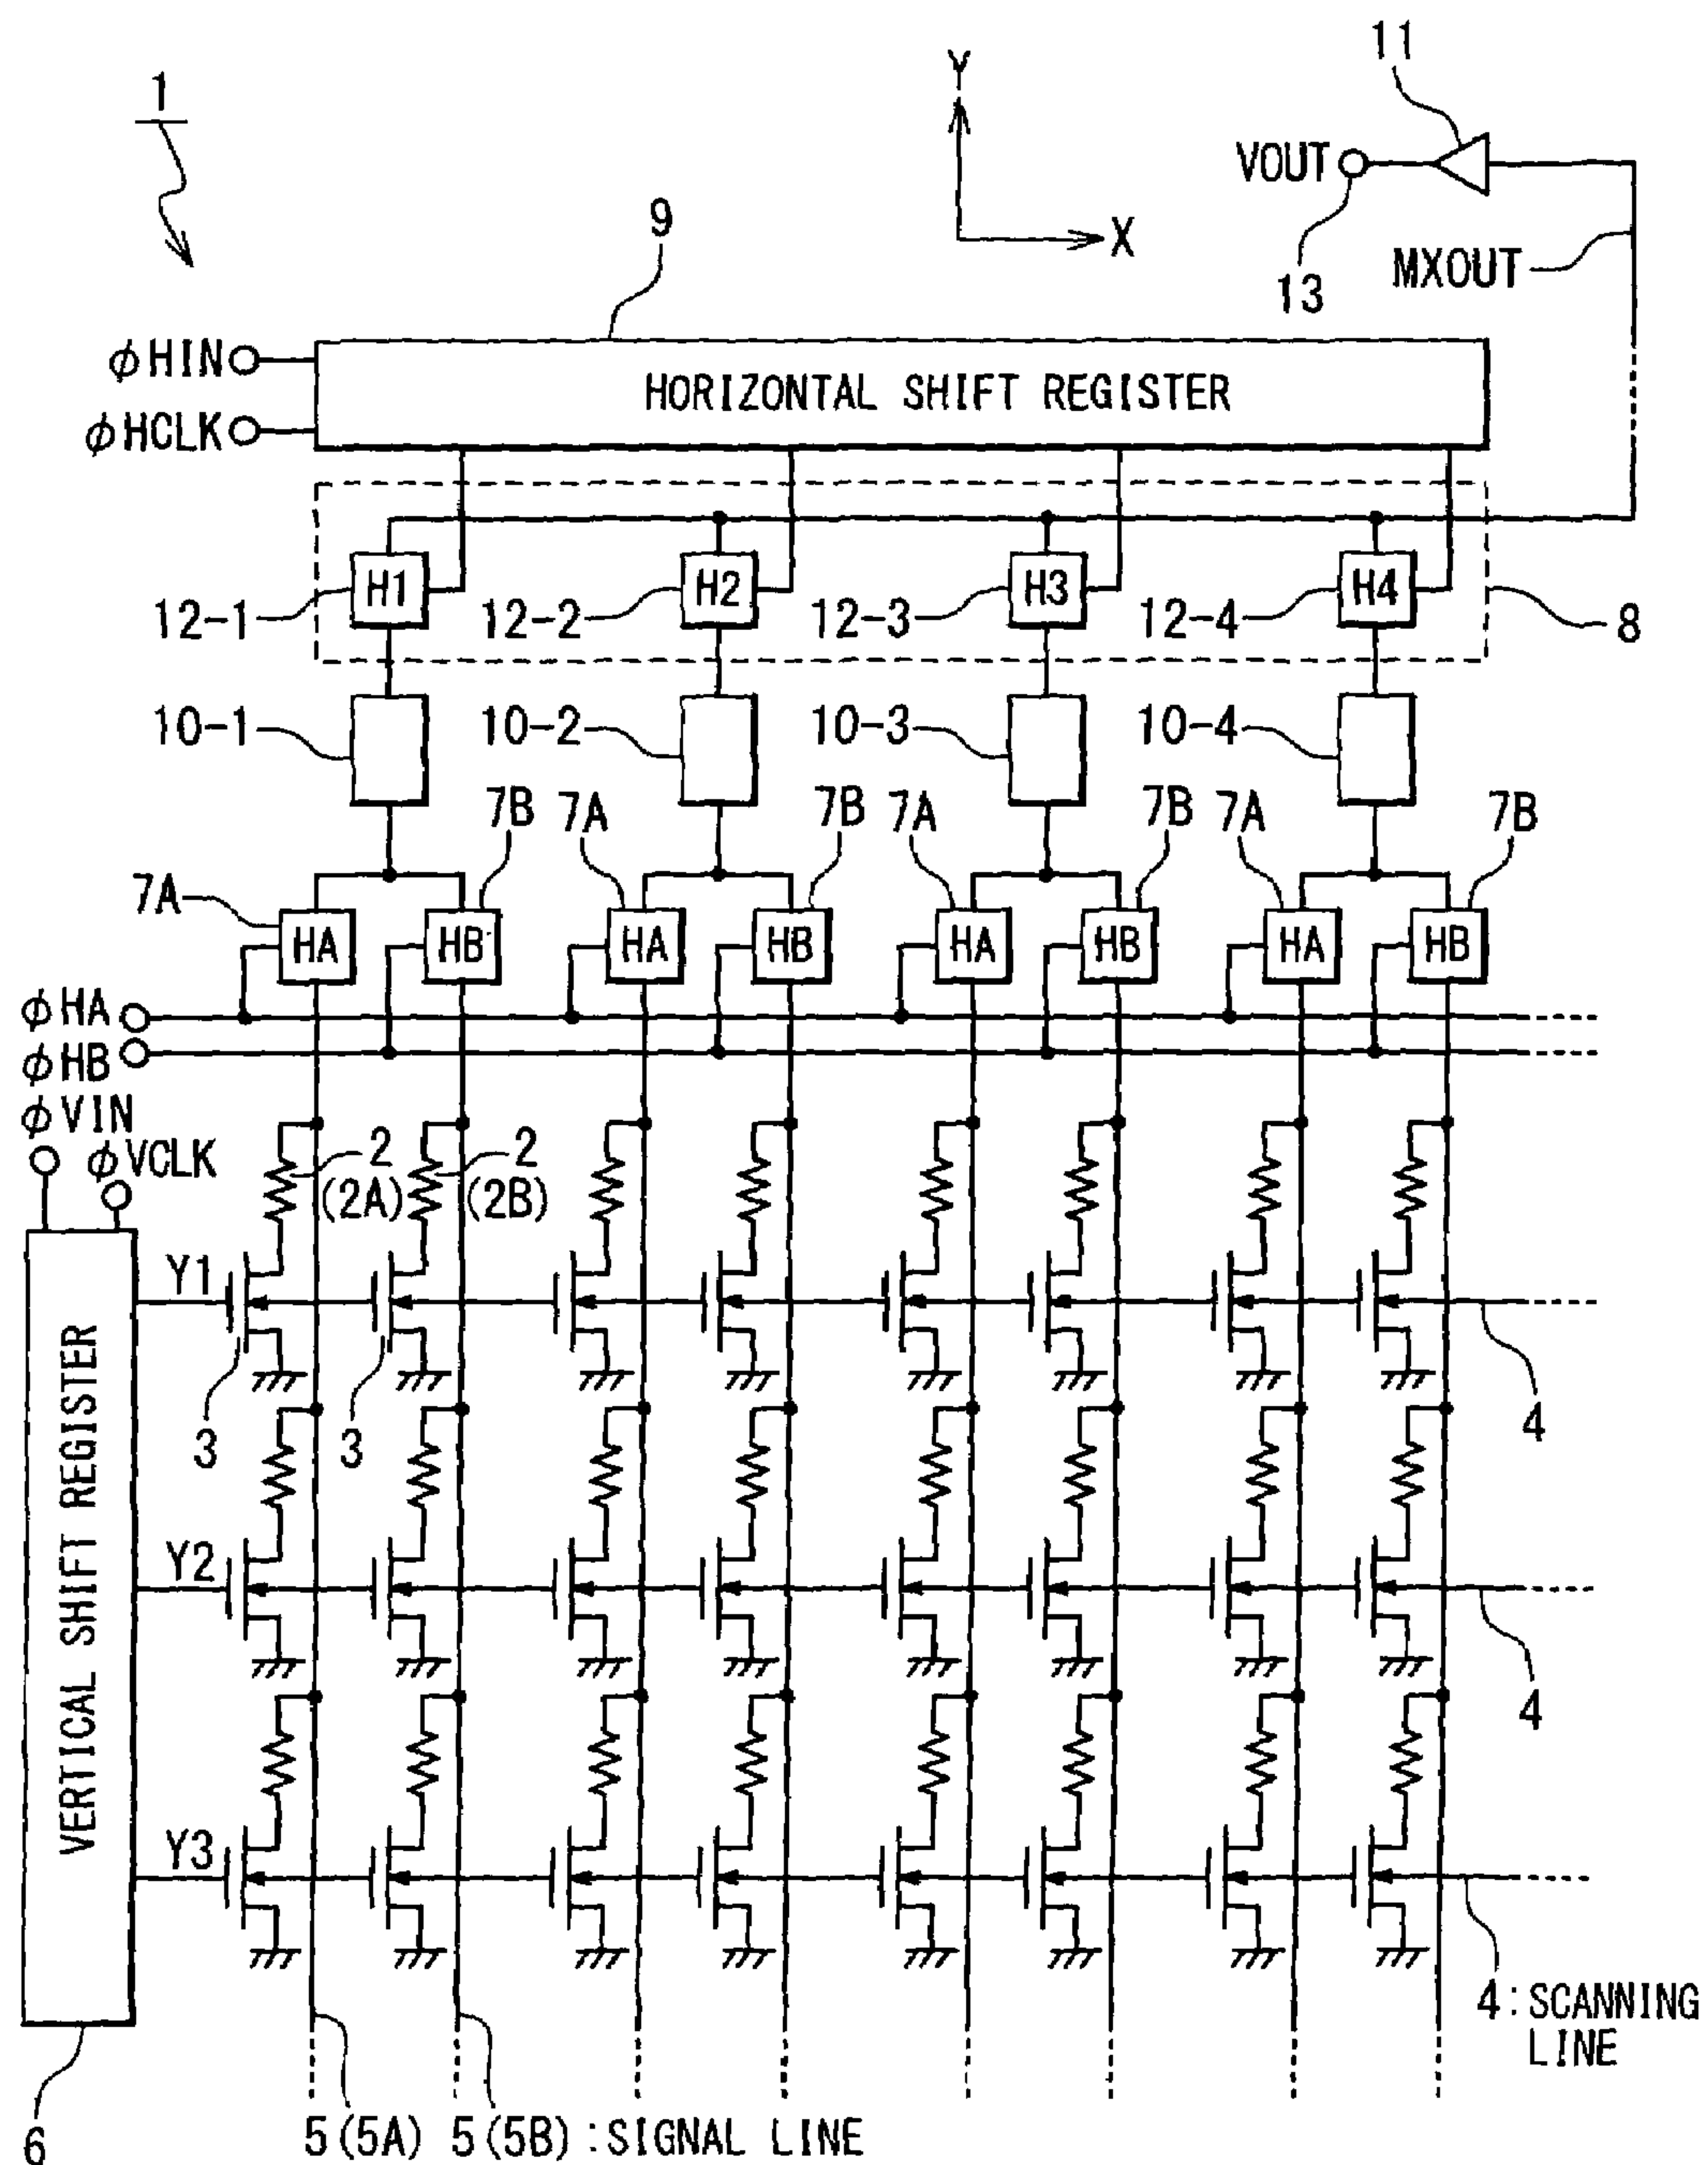 11
1
Y
VOUT
X
9
13
MXOUT
φHIN
HORIZONTAL SHIFT REGISTER
φHCLK
H1
H2
H3
H4
12-1
12-2
12-3
12-4
8
10-1
10-2
10-3
10-4
7B
7A
7B
7A
7B
7A
7B
7A
HA
HB
HA
HB
HA
HB
HA
HB
φHA
φHB
φVIN
φVCLK
2
(2A)
2
(2B)
Y1
VERTICAL SHIFT REGISTER
3
3
4
Y2
4
Y3
4:SCANNING
LINE
6
5(5A)
5(5B):SIGNAL LINE